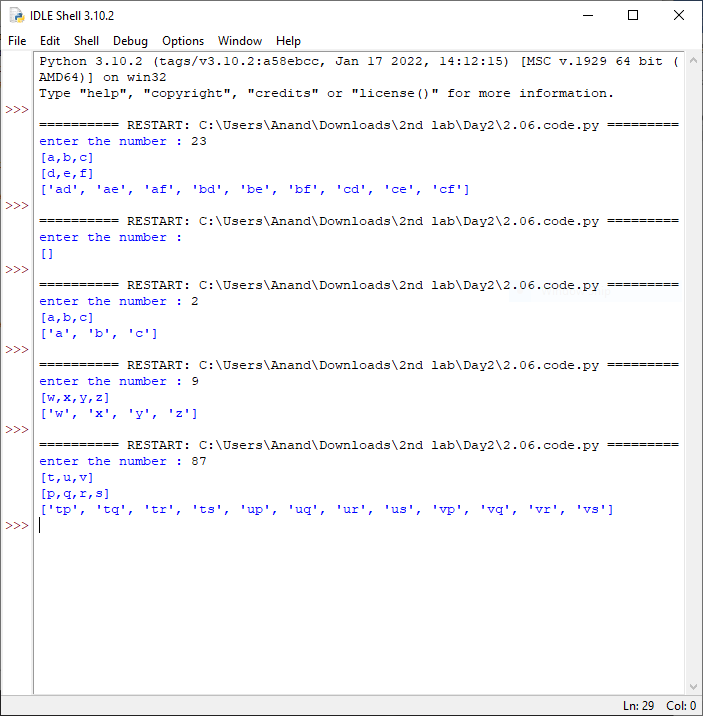 IDLE Shell 3.10.2
File Edit Shell Debug Options Window Help
Python 3.10.2 (tags/v3.10.2:a58ebcc, Jan 17 2022, 14:12:15) [MSC v.1929 64 bit (
AMD64)] on win32
Type "help", "copyright", "credits" or "license()" for more information.
>>>
========== RESTART: C:\Users\Anand\Downloads\2nd lab\Day2\2.06.code.py =========
enter the number : 23
[a,b,c]
[d,e,f]
['ad', 'ae', 'af', 'bd', 'be', 'bf', 'cd', 'ce', 'cf']
>>>
========== RESTART: C:\Users\Anand\Downloads\2nd lab\Day2\2.06.code.py =========
enter the number :
[]
>>>
========== RESTART: C:\Users\Anand\Downloads\2nd lab\Day2\2.06.code.py =========
enter the number : 2
[a,b,c]
['a', 'b', 'c']
>>>
========== RESTART: C:\Users\Anand\Downloads\2nd lab\Day2\2.06.code.py =========
enter the number : 9
[w,x,y,z]
['w', 'x', 'y', 'z']
>>>
========== RESTART: C:\Users\Anand\Downloads\2nd lab\Day2\2.06.code.py =========
enter the number : 87
[t,u,v]
[p,q,r,s]
['tp', 'tq', 'tr', 'ts', 'up', 'uq', 'ur', 'us', 'vp', 'vq', 'vr', 'vs']
>>>
Ln: 29 Col: 0